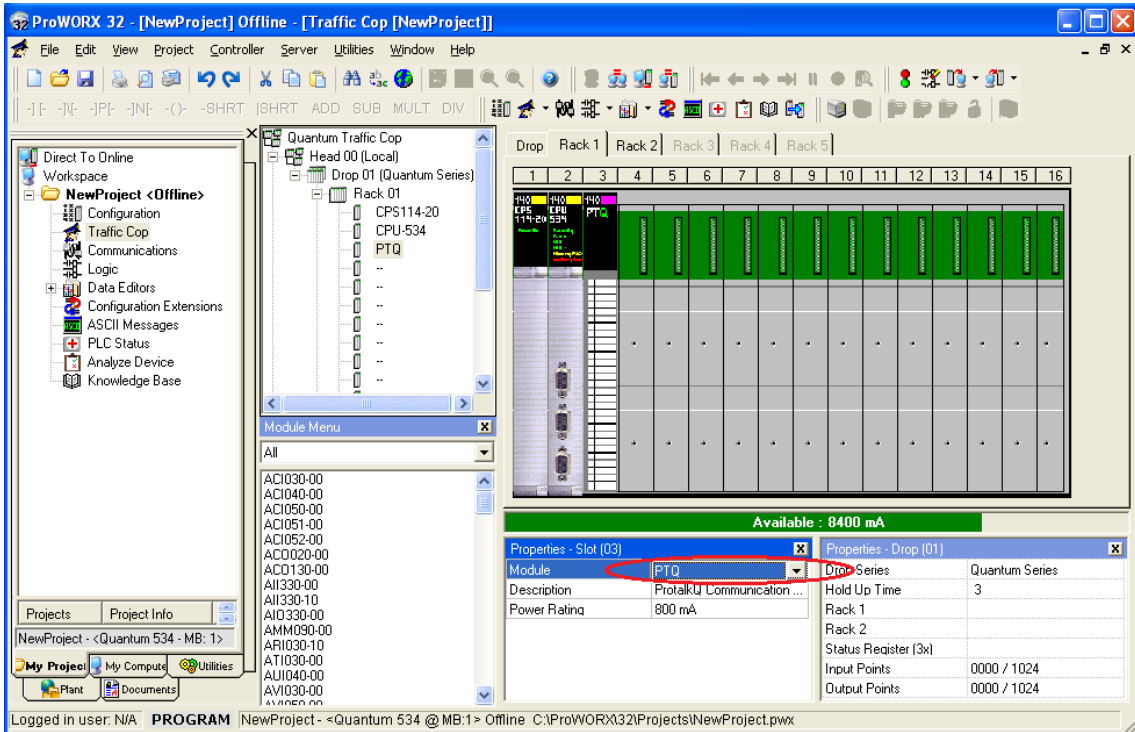 ProWORX 32 - [NewProject] Offline - [Traffic Cop [NewProject]]
File Edit View Project Controller Server Utilities Window Help
-] [- -]\[- -]P[- -]N[- -()- -SHRT |SHRT ADD SUB MULT DIV
Direct To Online
Workspace
NewProject <Offline>
Configuration
Traffic Cop
Communications
Logic
Data Editors
Configuration Extensions
ASCII Messages
PLC Status
Analyze Device
Knowledge Base
Projects Project Info
NewProject - <Quantum 534 - MB: 1>
My Project My Compute Utilities
Plant Documents
Quantum Traffic Cop
Head 00 (Local)
Drop 01 (Quantum Series)
Rack 01
CPS114-20
CPU-534
PTQ
--
--
--
--
--
--
--
Module Menu
All
ACI030-00
ACI040-00
ACI050-00
ACI051-00
ACI052-00
ACO020-00
ACO130-00
AII330-00
AII330-10
AIO330-00
AMM090-00
ARI030-10
ATI030-00
AUI040-00
AVI030-00
Drop Rack 1 Rack 2 Rack 3 Rack 4 Rack 5
1 2 3 4 5 6 7 8 9 10 11 12 13 14 15 16
140 140 140
CPS CPU PTQ
114-20 534
Available : 8400 mA
Properties - Slot (03)
Module PTQ
Description ProtalkQ Communication ...
Power Rating 800 mA
Properties - Drop (01)
Drop Series Quantum Series
Hold Up Time 3
Rack 1
Rack 2
Status Register (3x)
Input Points 0000 / 1024
Output Points 0000 / 1024
Logged in user: N/A PROGRAM NewProject - <Quantum 534 @ MB:1> Offline C:\ProWORX\32\Projects\NewProject.pwx